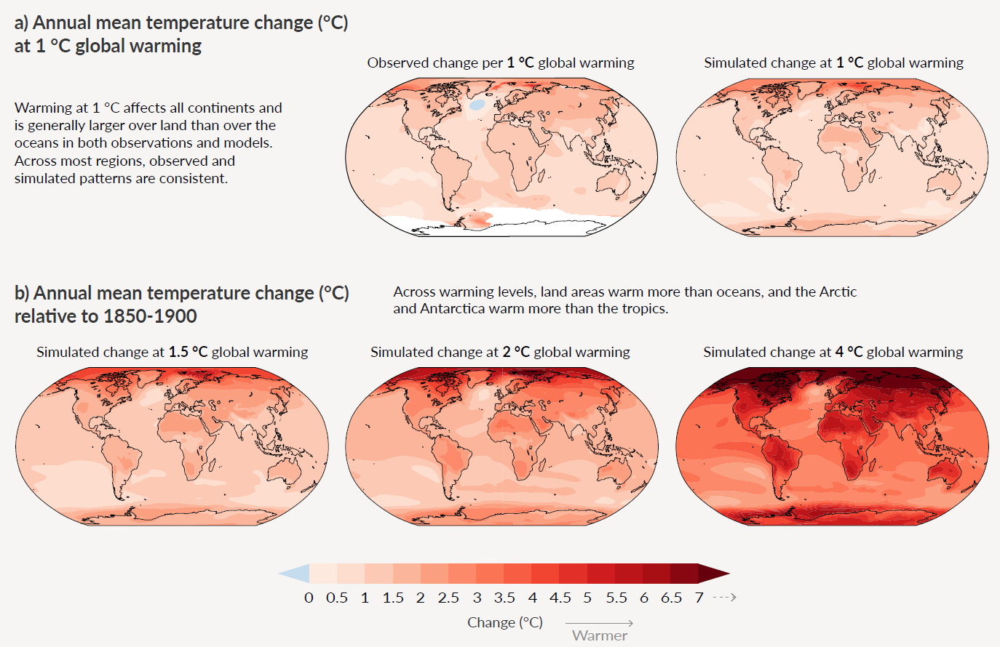 a) Annual mean temperature change (°C)
at 1 °C global warming
Observed change per 1 °C global warming
Simulated change at 1 °C global warming
Warming at 1 °C affects all continents and
is generally larger over land than over the
oceans in both observations and models.
Across most regions, observed and
simulated patterns are consistent.
b) Annual mean temperature change (°C)
relative to 1850-1900
Across warming levels, land areas warm more than oceans, and the Arctic
and Antarctica warm more than the tropics.
Simulated change at 1.5 °C global warming
Simulated change at 2 °C global warming
Simulated change at 4 °C global warming
0 0.5 1 1.5 2 2.5 3 3.5 4 4.5 5 5.5 6 6.5 7
Change (°C)
Warmer